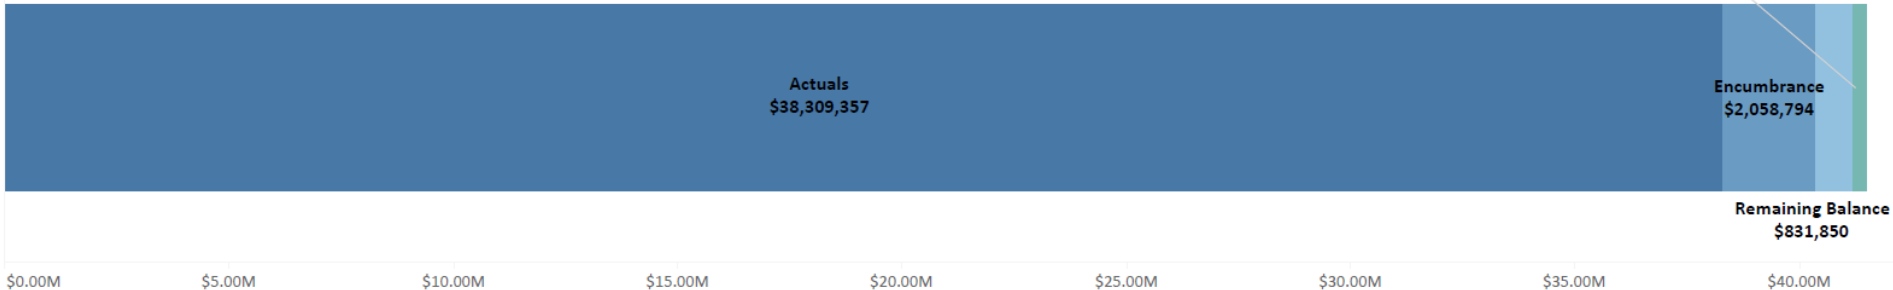 Actuals
$38,309,357
Encumbrance
$2,058,794
Remaining Balance
$831,850
$0.00M $5.00M $10.00M $15.00M $20.00M $25.00M $30.00M $35.00M $40.00M